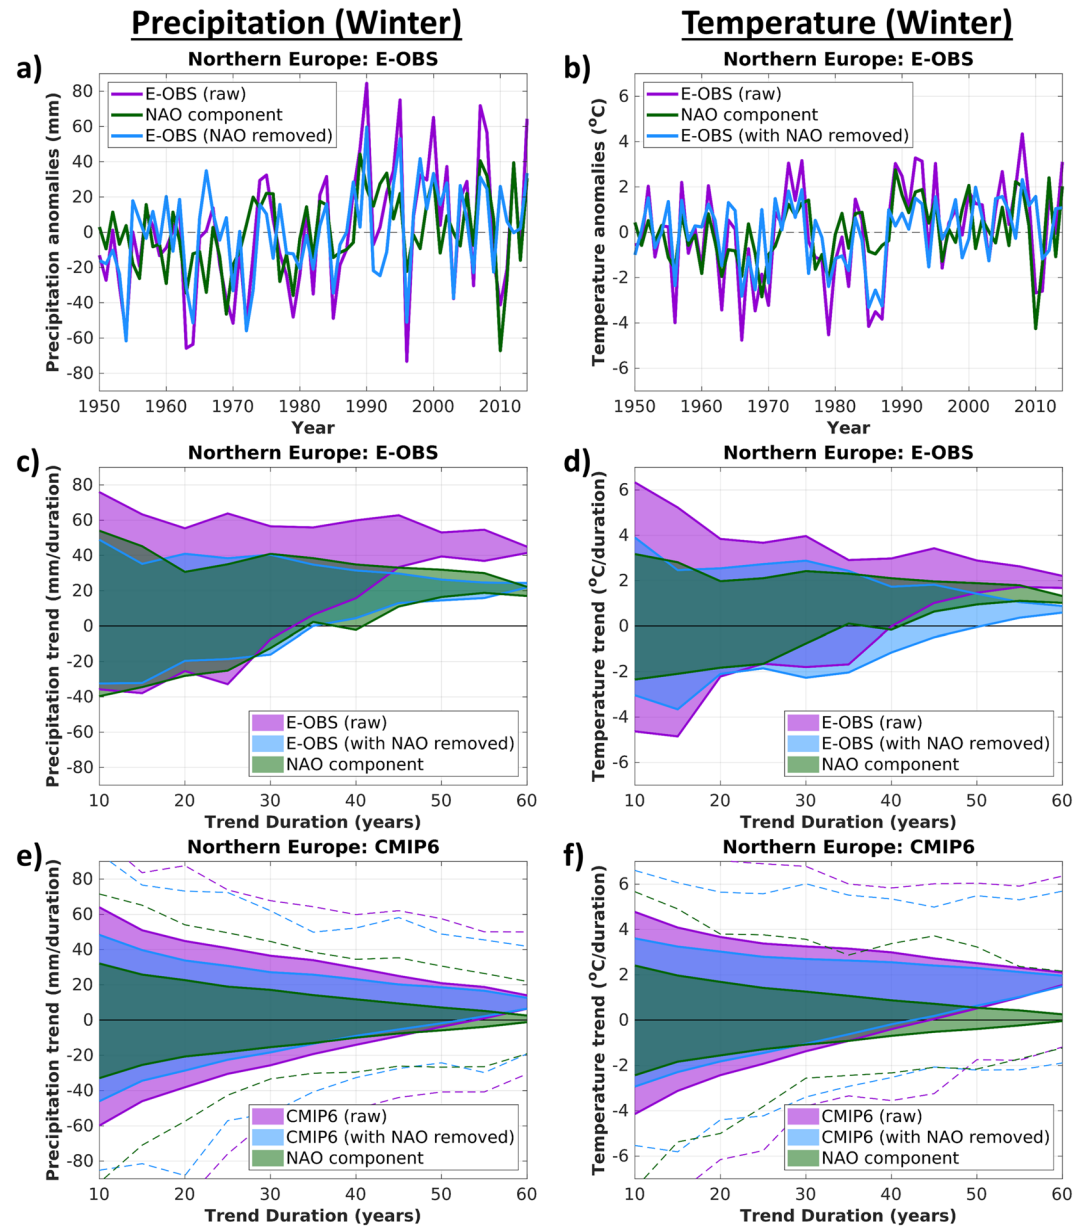 Precipitation (Winter)
Temperature (Winter)
a)
Northern Europe: E-OBS
Precipitation anomalies (mm)
80
60
40
20
0
-20
-40
-60
-80
E-OBS (raw)
NAO component
E-OBS (NAO removed)
1950 1960 1970 1980 1990 2000 2010
Year
b)
Northern Europe: E-OBS
Temperature anomalies (°C)
6
4
2
0
-2
-4
-6
E-OBS (raw)
NAO component
E-OBS (with NAO removed)
1950 1960 1970 1980 1990 2000 2010
Year
c)
Northern Europe: E-OBS
Precipitation trend (mm/duration)
80
60
40
20
0
-20
-40
-60
-80
E-OBS (raw)
E-OBS (with NAO removed)
NAO component
10 20 30 40 50 60
Trend Duration (years)
d)
Northern Europe: E-OBS
Temperature trend (°C/duration)
6
4
2
0
-2
-4
-6
E-OBS (raw)
E-OBS (with NAO removed)
NAO component
10 20 30 40 50 60
Trend Duration (years)
e)
Northern Europe: CMIP6
Precipitation trend (mm/duration)
80
60
40
20
0
-20
-40
-60
-80
CMIP6 (raw)
CMIP6 (with NAO removed)
NAO component
10 20 30 40 50 60
Trend Duration (years)
f)
Northern Europe: CMIP6
Temperature trend (°C/duration)
6
4
2
0
-2
-4
-6
CMIP6 (raw)
CMIP6 (with NAO removed)
NAO component
10 20 30 40 50 60
Trend Duration (years)